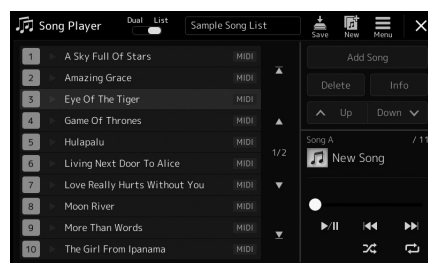 Song Player Dual List Sample Song List Save New Menu
1 A Sky Full Of Stars MIDI
2 Amazing Grace MIDI
3 Eye Of The Tiger MIDI
4 Game Of Thrones MIDI
5 Hulapalu MIDI
6 Living Next Door To Alice MIDI
7 Love Really Hurts Without You MIDI
8 Moon River MIDI
9 More Than Words MIDI
10 The Girl From Ipanama MIDI
1/2
Add Song
Delete Info
Up Down
Song A / 11
New Song